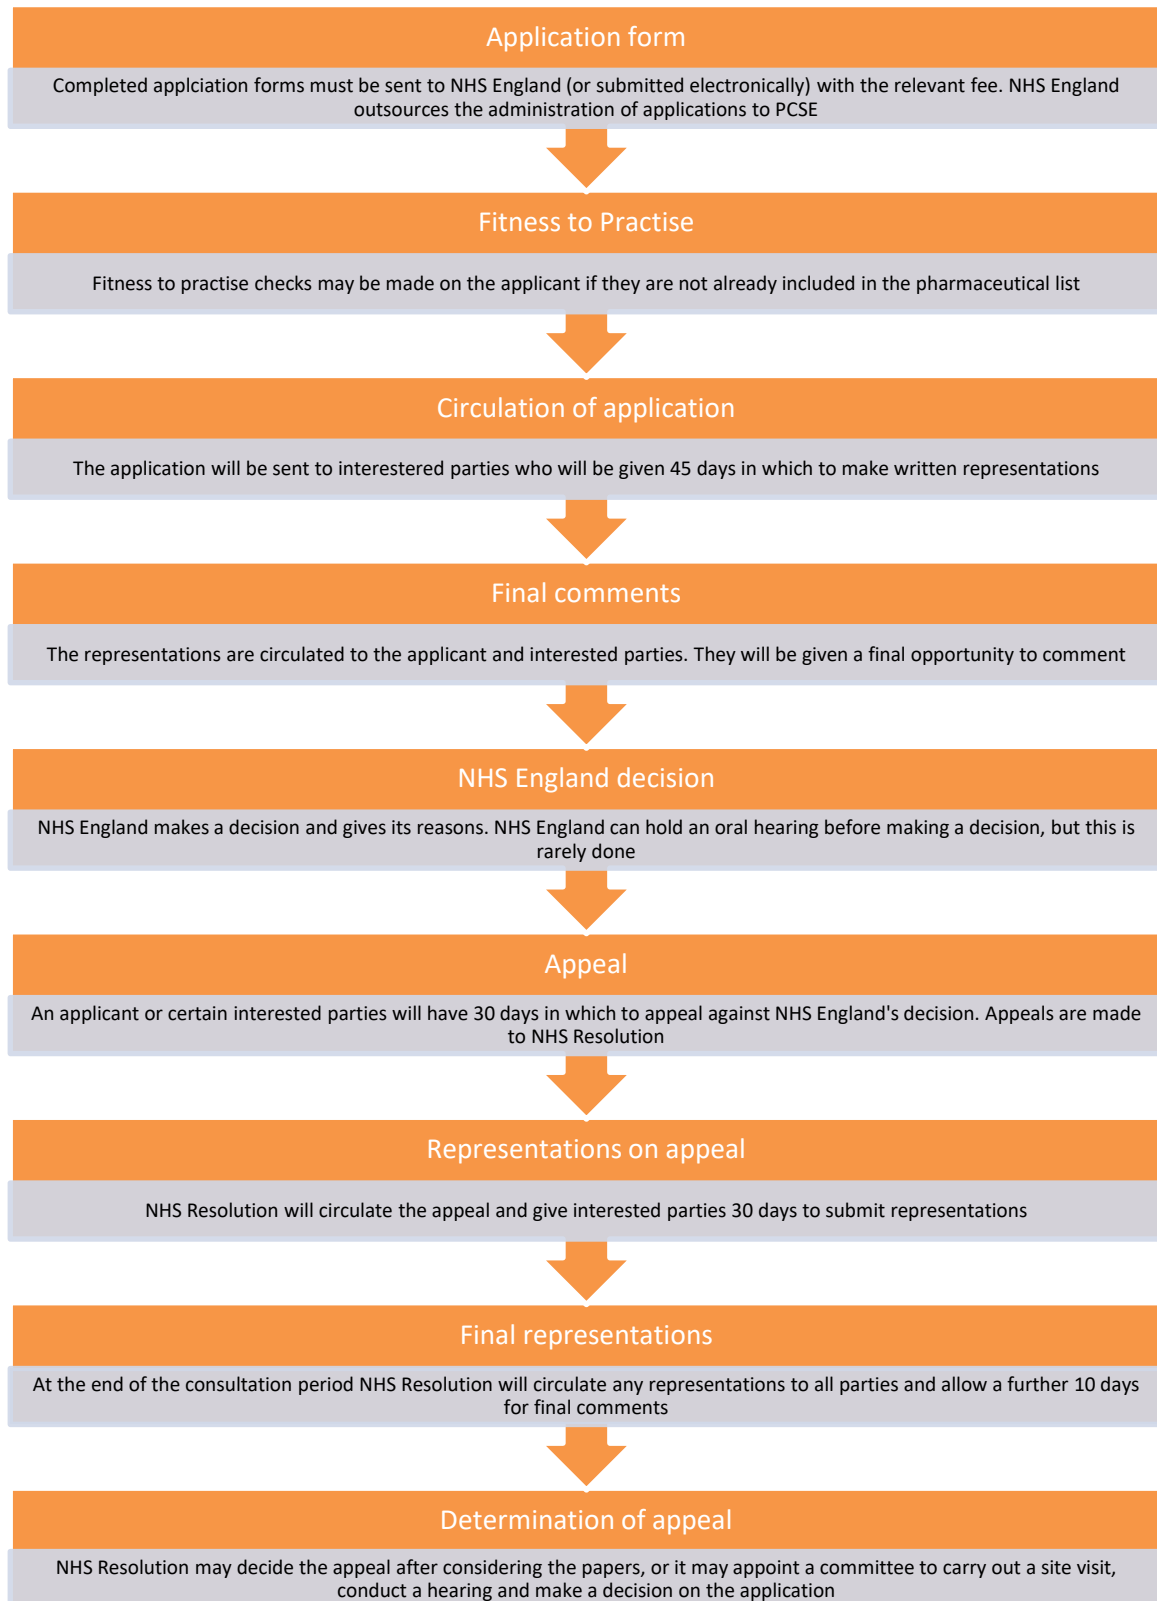 Application form
Completed applciation forms must be sent to NHS England (or submitted electronically) with the relevant fee. NHS England
outsources the administration of applications to PCSE
Fitness to Practise
Fitness to practise checks may be made on the applicant if they are not already included in the pharmaceutical list
Circulation of application
The application will be sent to interestered parties who will be given 45 days in which to make written representations
Final comments
The representations are circulated to the applicant and interested parties. They will be given a final opportunity to comment
NHS England decision
NHS England makes a decision and gives its reasons. NHS England can hold an oral hearing before making a decision, but this is
rarely done
Appeal
An applicant or certain interested parties will have 30 days in which to appeal against NHS England's decision. Appeals are made
to NHS Resolution
Representations on appeal
NHS Resolution will circulate the appeal and give interested parties 30 days to submit representations
Final representations
At the end of the consultation period NHS Resolution will circulate any representations to all parties and allow a further 10 days
for final comments
Determination of appeal
NHS Resolution may decide the appeal after considering the papers, or it may appoint a committee to carry out a site visit,
conduct a hearing and make a decision on the application